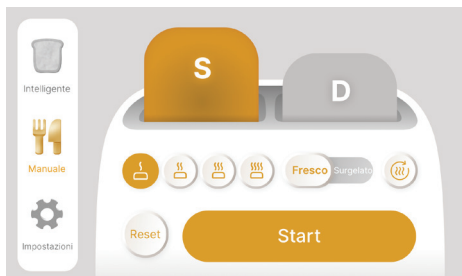 Intelligente
Manuale
Impostazioni
S
D
Fresco Surgelato
Reset
Start